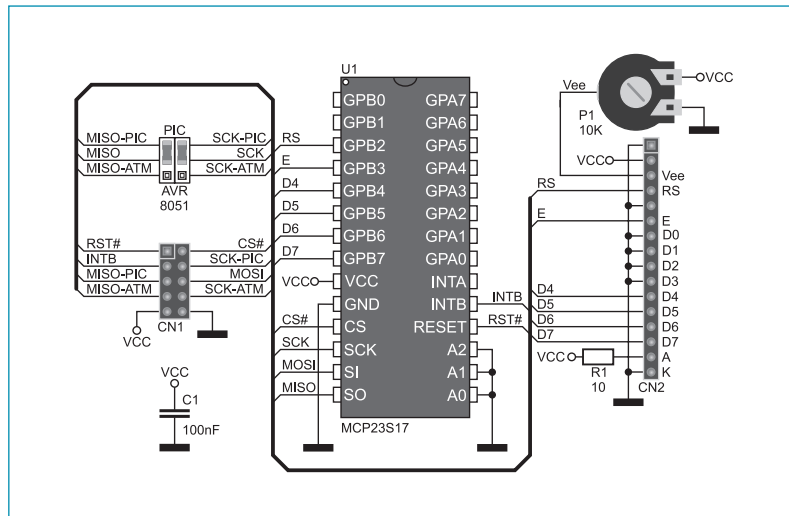 U1
GPB0
GPB1
GPB2
GPB3
GPB4
GPB5
GPB6
GPB7
VCC
GND
CS
SCK
SI
SO
GPA7
GPA6
GPA5
GPA4
GPA3
GPA2
GPA1
GPA0
INTA
INTB
RESET
A2
A1
A0
MCP23S17
PIC
MISO-PIC
MISO
MISO-ATM
SCK-PIC
SCK
SCK-ATM
AVR
8051
RST#
INTB
MISO-PIC
MISO-ATM
CS#
SCK-PIC
MOSI
SCK-ATM
VCC
CN1
VCC
C1
100nF
RS
E
D4
D5
D6
D7
VCC
CS#
SCK
MOSI
MISO
INTB
RST#
Vee
VCC
P1
10K
VCC
RS
E
D4
D5
D6
D7
VCC
R1
10
Vee
RS
E
D0
D1
D2
D3
D4
D5
D6
D7
A
K
CN2